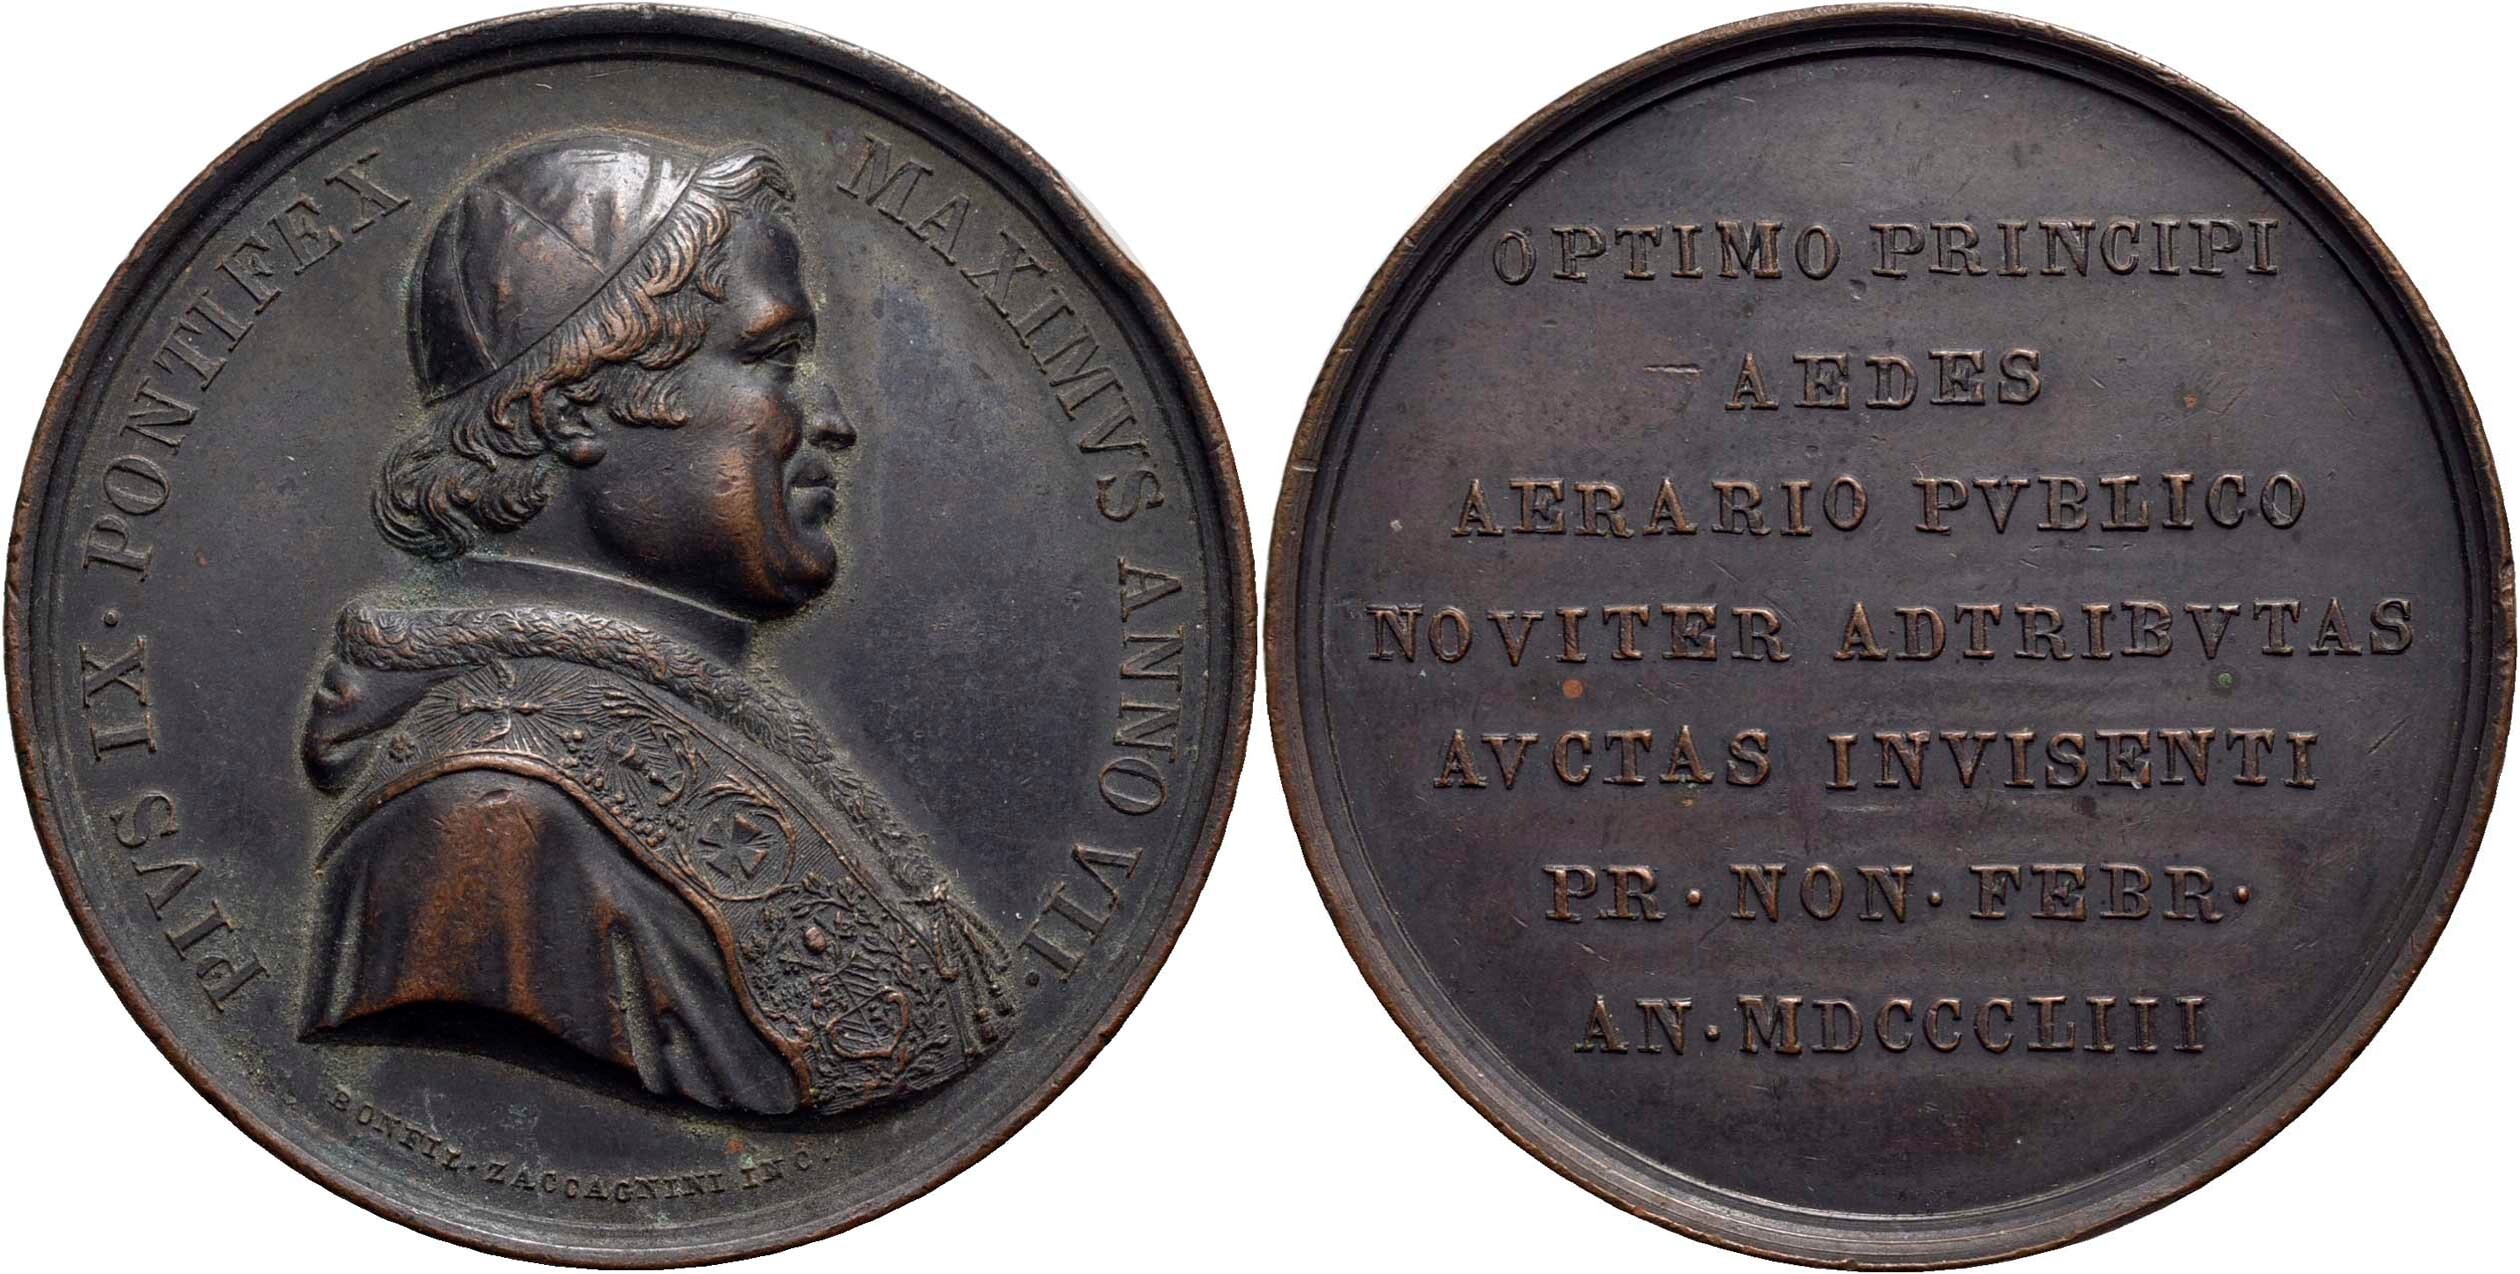 PIVS IX · PONTIFEX MAXIMVS ANNO VII ·
BONFIL · ZACCAGNINI INC ·
OPTIMO PRINCIPI
AEDES
AERARIO PVBLICO
NOVITER ADTRIBVTAS
AVCTAS INVISENTI
PR · NON · FEBR ·
AN · MDCCCLIII